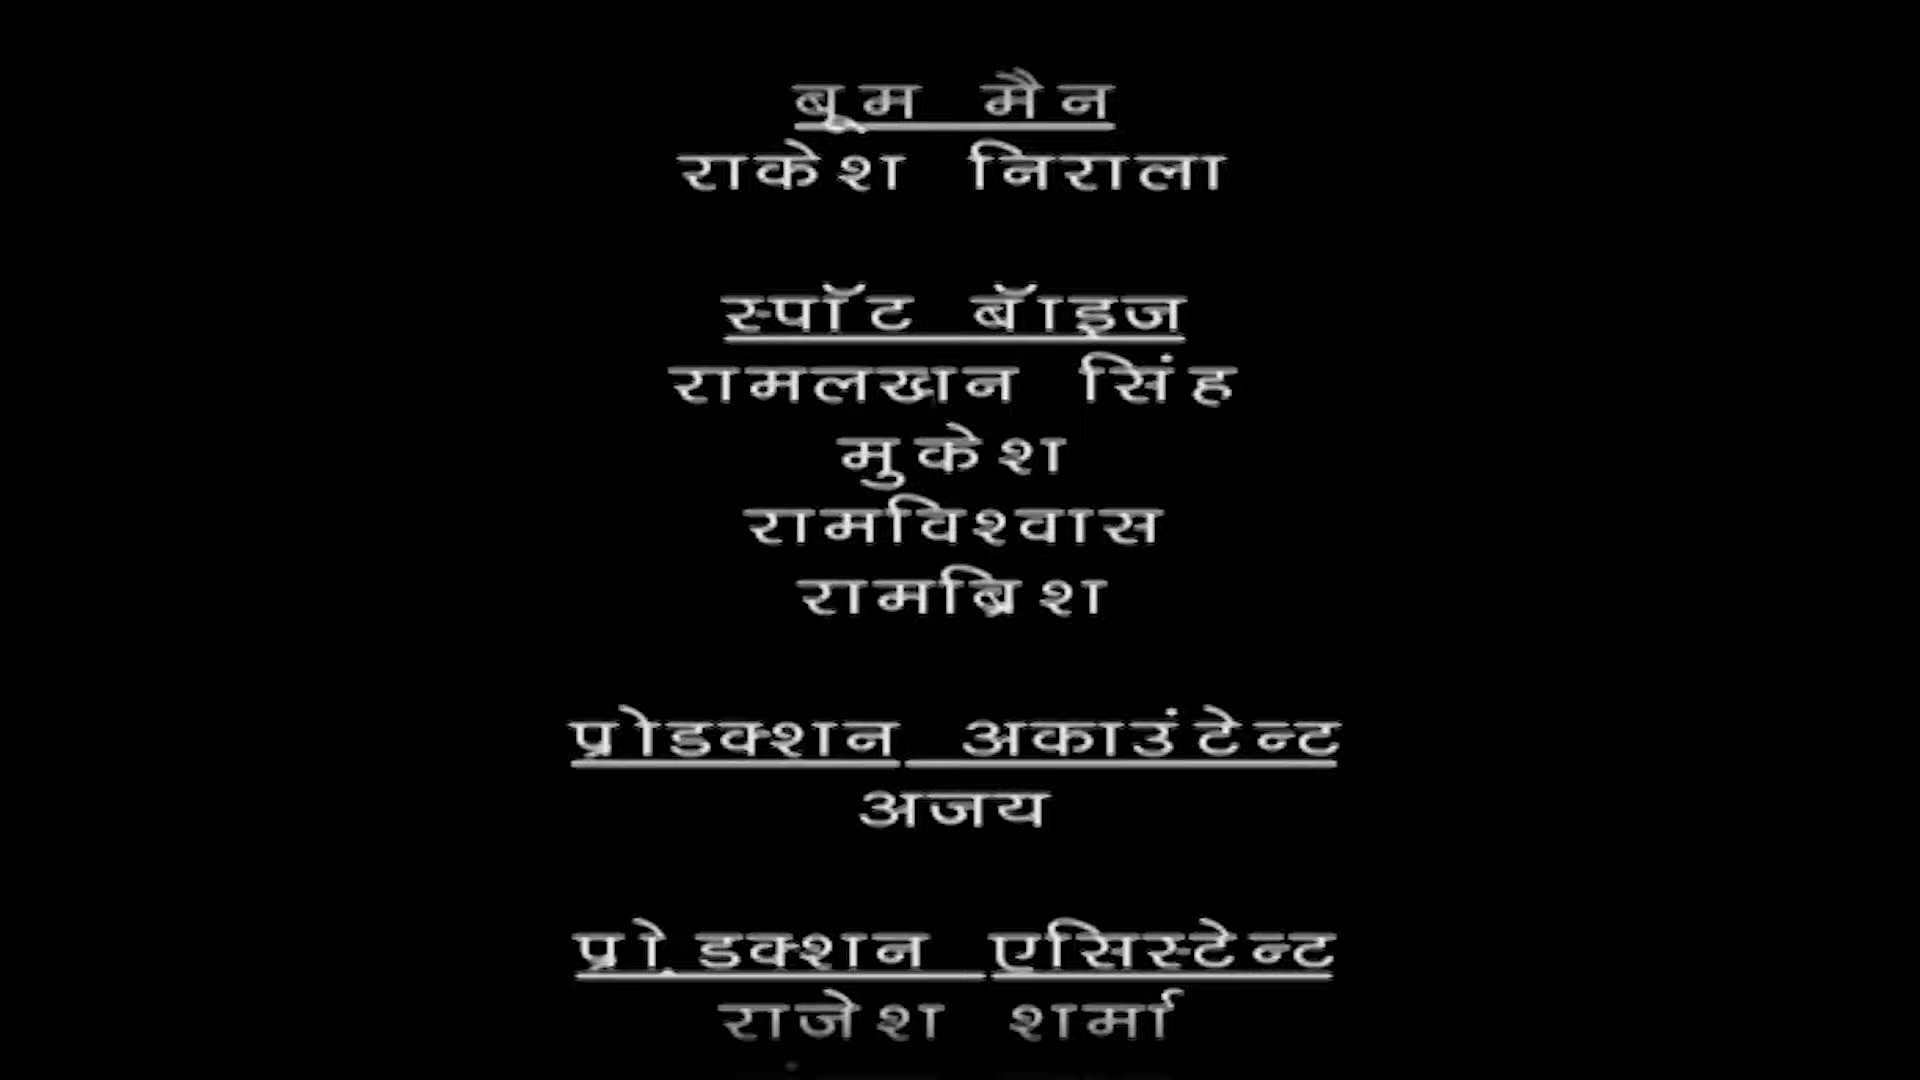 बूम मैन
राकेश निराला
स्पॉट बॅाइज
रामलखन सिंह
मुकेश
रामविश्वास
रामब्रिश
प्रोडक्शन अकाउंटेन्ट
अजय
प्रो़डक्शन एसिस्टेन्ट
राजेश शर्मा